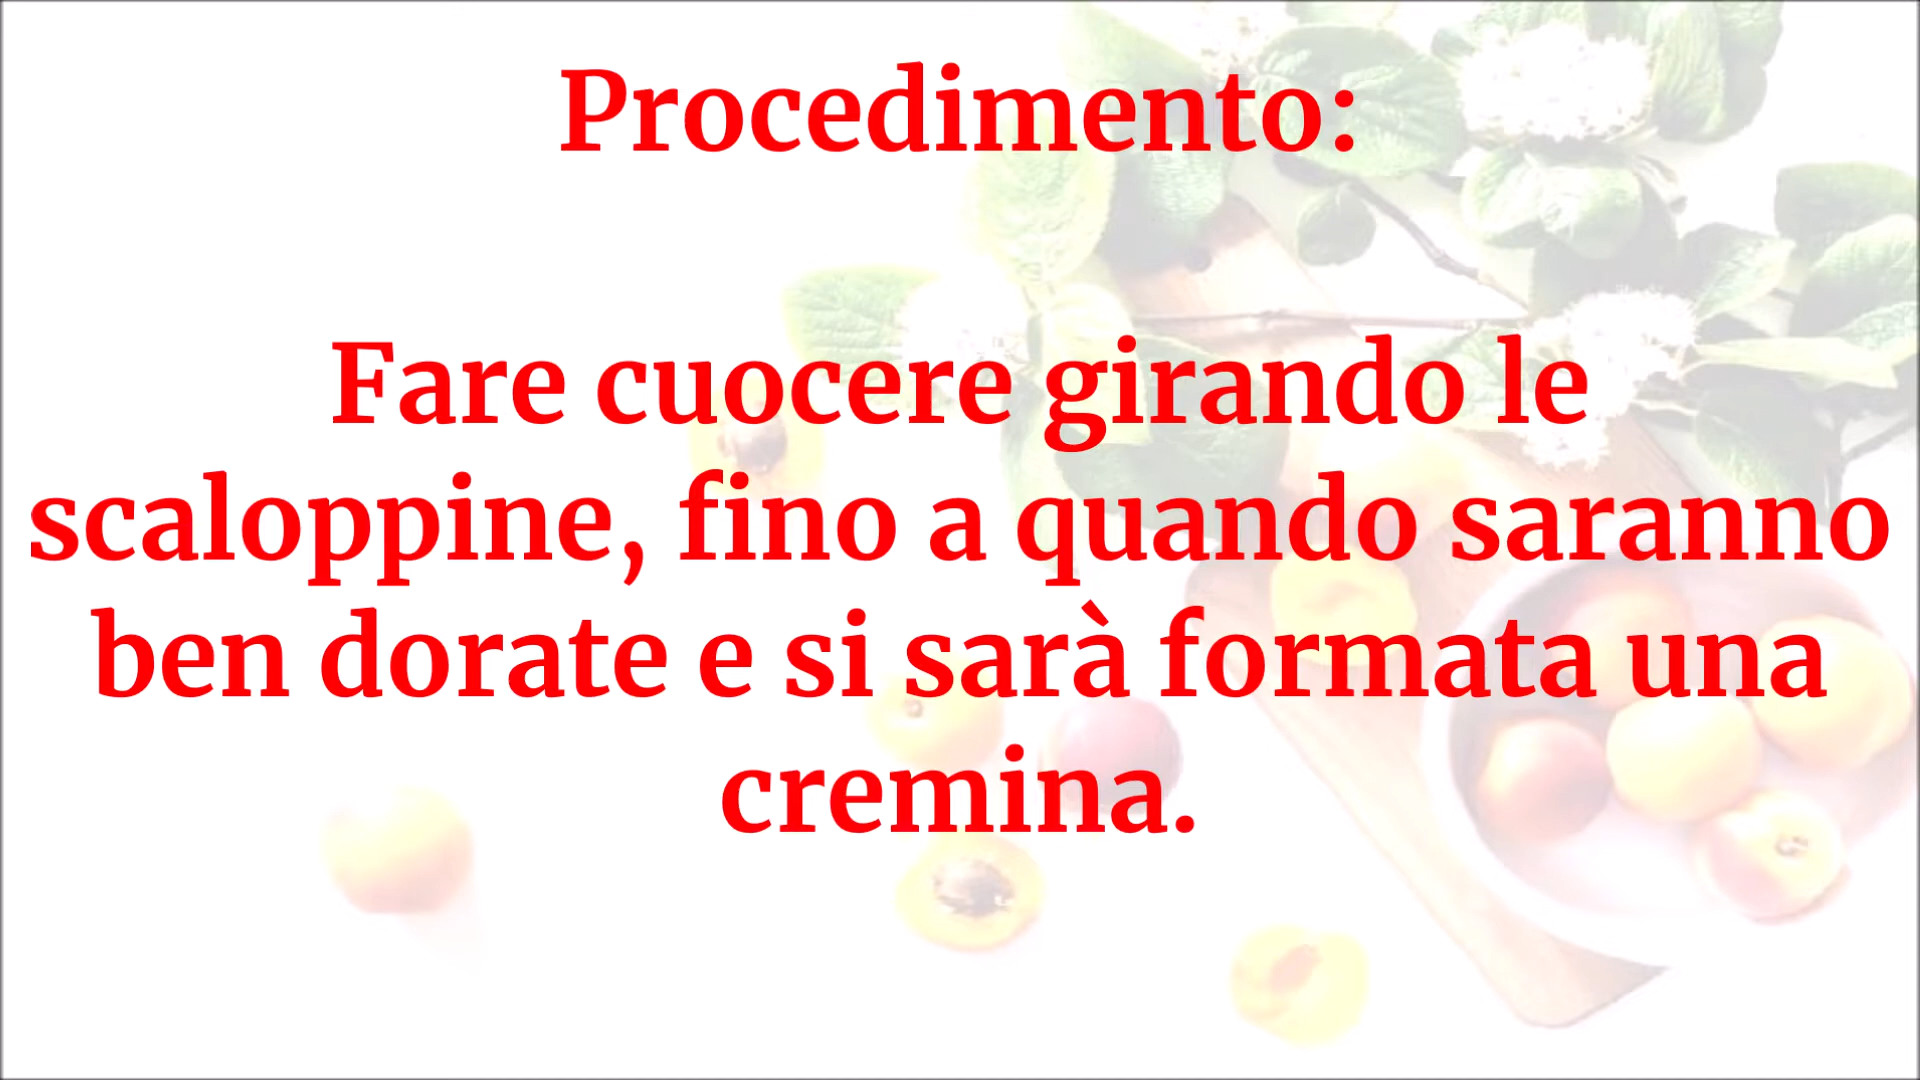 Procedimento:
Fare cuocere girando le
scaloppine, fino a quando saranno
ben dorate e si sarà formata una
cremina.